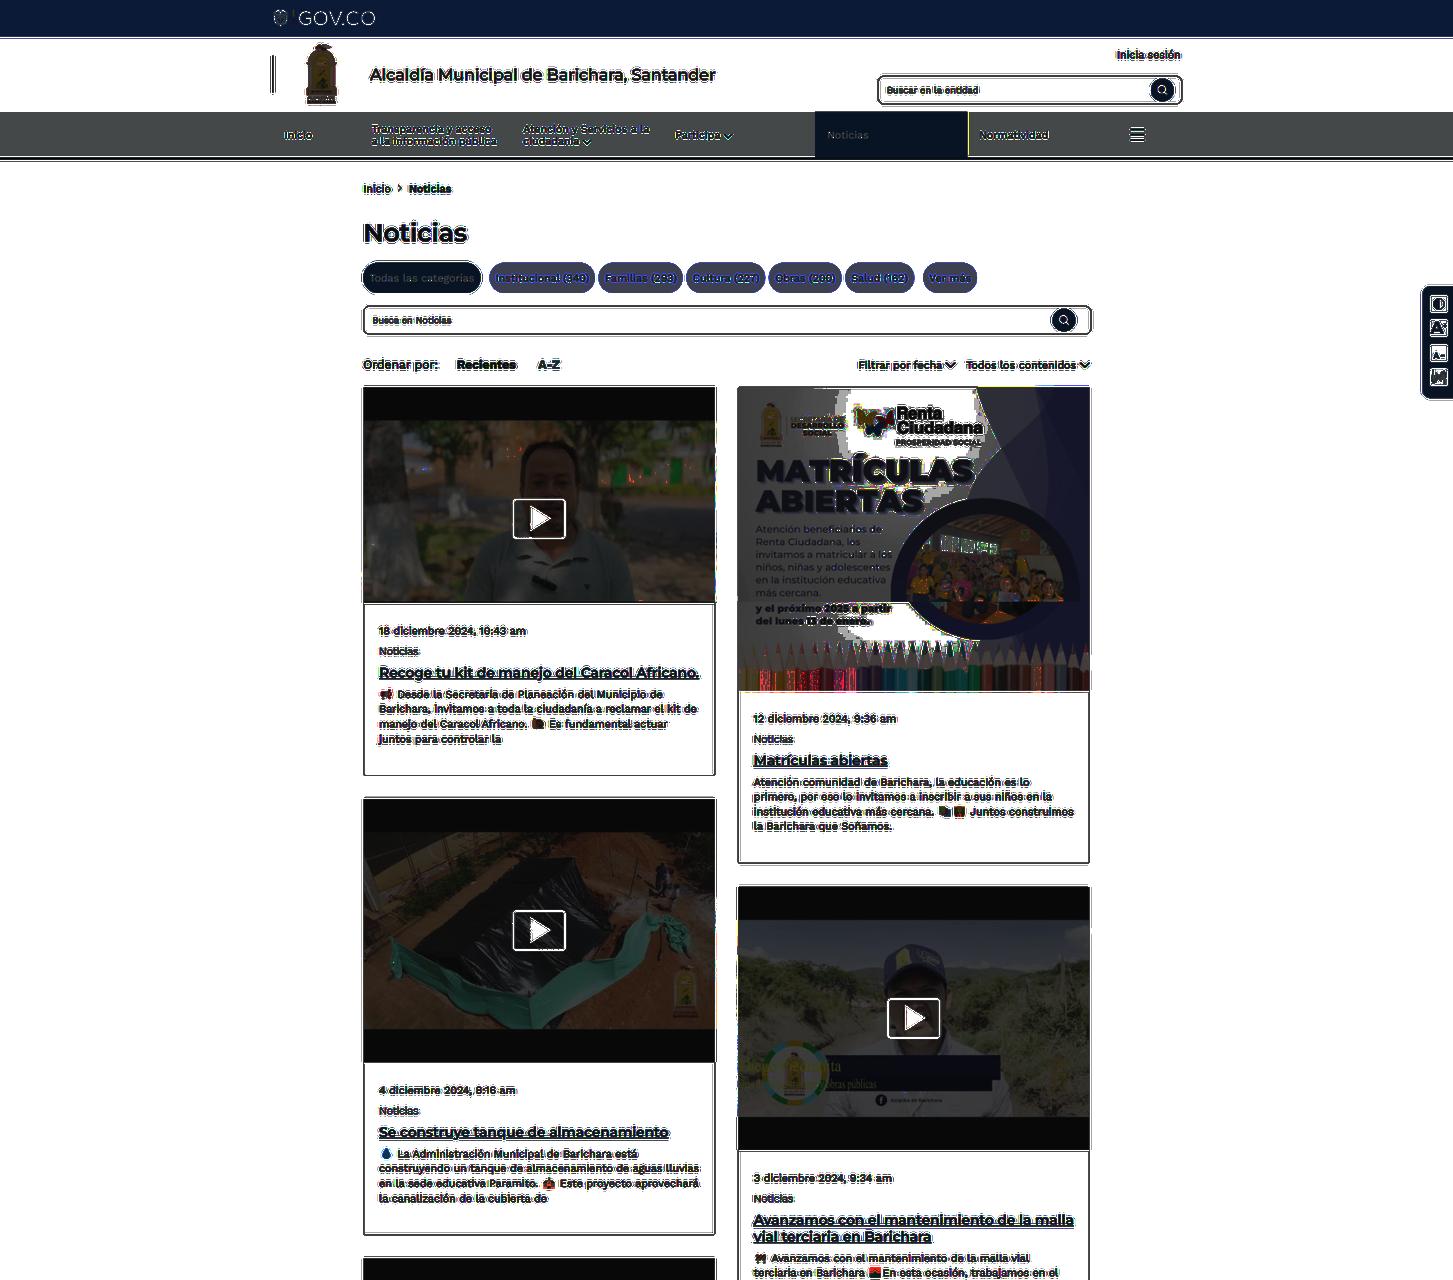 GOV.CO
Inicia sesión
Alcaldía Municipal de Barichara, Santander
Buscar en la entidad
Inicio
Transparencia y acceso
a la información pública
Atención y Servicios a la
ciudadanía
Participa
Noticias
Normatividad
Inicio > Noticias
Noticias
Todas las categorias
Institucional (340)
Familias
Cultura (227)
Obras
Salud (162)
Ver más
Busca en Noticias
Ordenar por: Recientes A-Z
Filtrar por fecha
Todos los contenidos
18 diciembre 2024, 10:43 am
Noticias
Recoge tu kit de manejo del Caracol Africano.
Desde la Secretaría de Planeación del Municipio de
Barichara, invitamos a toda la ciudadanía a reclamar el kit de
manejo del Caracol Africano. Es fundamental actuar
juntos para controlar la
DESARROLLO
SOCIAL
Renta
Ciudadana
PROSPERIDAD SOCIAL
MATRÍCULAS
ABIERTAS
Atención beneficiarios de
Renta Ciudadana, los
invitamos a matricular a los
niños, niñas y adolescentes
en la institución educativa
más cercana.
y el próximo 2025 a partir
del lunes 13 de enero.
12 diciembre 2024, 9:36 am
Noticias
Matrículas abiertas
Atención comunidad de Barichara, la educación es lo
primero, por eso lo invitamos a inscribir a sus niños en la
institución educativa más cercana. Juntos construimos
la Barichara que Soñamos.
4 diciembre 2024, 8:16 am
Noticias
Se construye tanque de almacenamiento
La Administración Municipal de Barichara está
construyendo un tanque de almacenamiento de aguas lluvias
en la sede educativa Paramito. Este proyecto aprovechará
la canalización de la cubierta de
obras públicas
Alcaldía de Barichara
3 diciembre 2024, 9:34 am
Noticias
Avanzamos con el mantenimiento de la malla
vial terciaria en Barichara
Avanzamos con el mantenimiento de la malla vial
terciaria en Barichara En esta ocasión, trabajamos en el